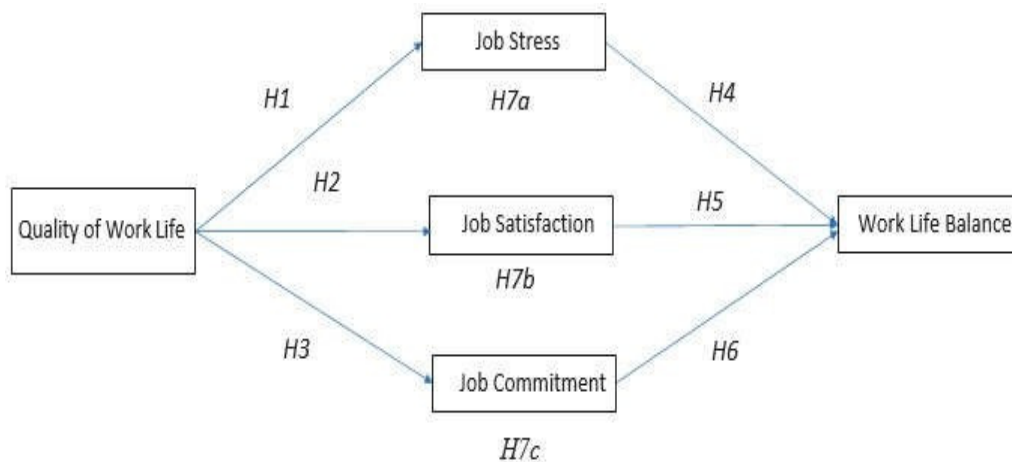 Job Stress
H1
H7a
H4
H2
Quality of Work Life
Job Satisfaction
H5
Work Life Balance
H7b
H3
Job Commitment
H6
H7c